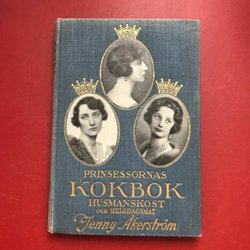 PRINSESSORNAS
KOKBOK
HUSMANSKOST
och HELGDAGSMAT
Jenny Åkerström